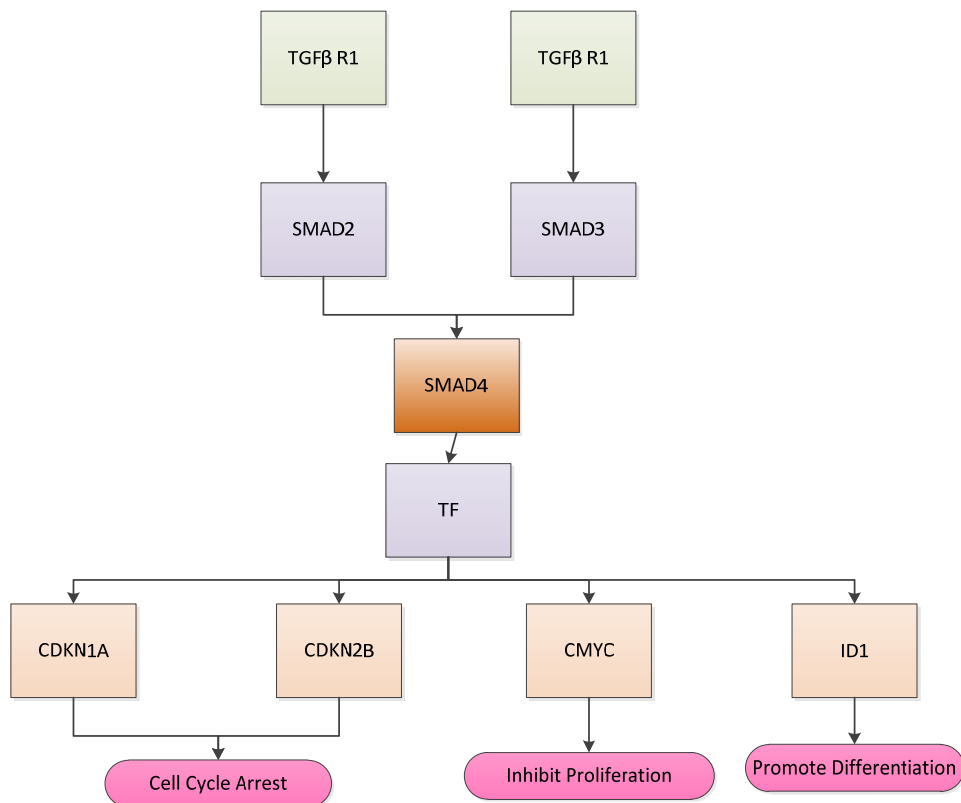 TGFβ R1
TGFβ R1
SMAD2
SMAD3
SMAD4
TF
CDKN1A
CDKN2B
CMYC
ID1
Cell Cycle Arrest
Inhibit Proliferation
Promote Differentiation